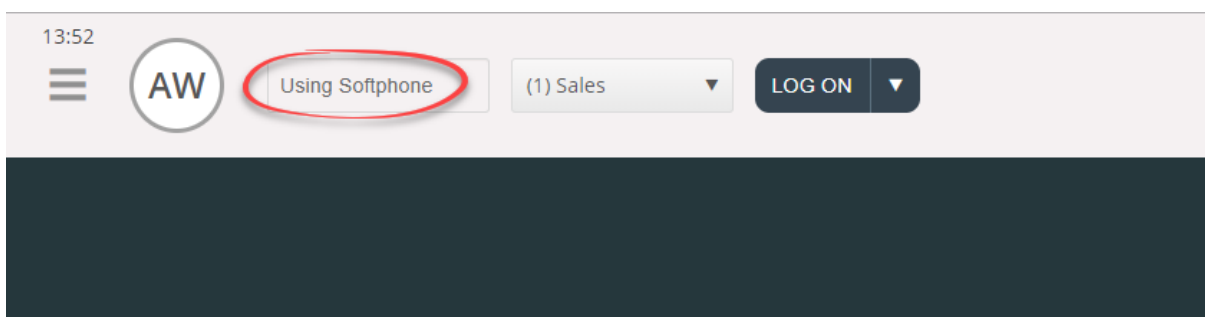 13:52
AW
Using Softphone
(1) Sales
LOG ON